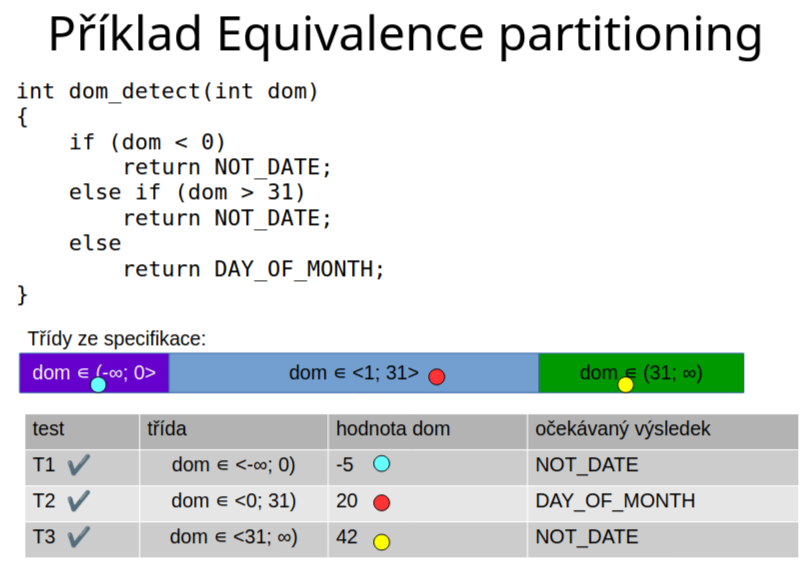 Příklad Equivalence partitioning
int dom_detect(int dom)
{
    if (dom < 0)
        return NOT_DATE;
    else if (dom > 31)
        return NOT_DATE;
    else
        return DAY_OF_MONTH;
}
Třídy ze specifikace:
dom ∈ (-∞; 0> dom ∈ <1; 31> dom ∈ (31; ∞)
test třída hodnota dom očekávaný výsledek
T1 ✔ dom ∈ <-∞; 0) -5 NOT_DATE
T2 ✔ dom ∈ <0; 31) 20 DAY_OF_MONTH
T3 ✔ dom ∈ <31; ∞) 42 NOT_DATE